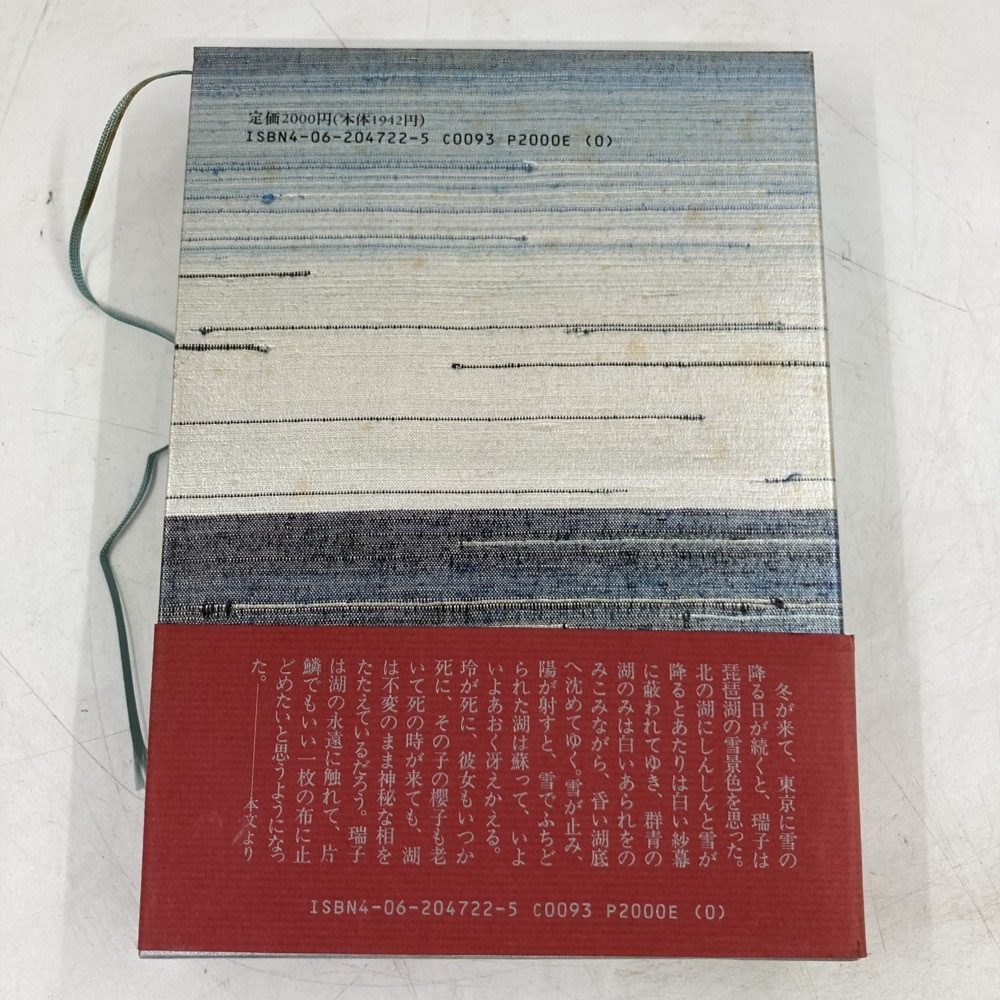 定価2000円(本体1942円)
ISBN4-06-204722-5 C0093 P2000E (0)
冬が来て、東京に雪の
降る日が続くと、瑞子は
琵琶湖の雪景色を思った。
北の湖にしんしんと雪が
降るとあたりは白い紗幕
に蔽われてゆき、群青の
湖のみは白いあられをの
みこみながら、昏い湖底
へ沈めてゆく。雪が止み、
陽が射すと、雪でふちど
られた湖は蘇って、いよ
いよあおく冴えかえる。
玲が死に、彼女もいつか
死に、その子の櫻子も老
いて死の時が来ても、湖
は不変のまま神秘な相を
たたえているだろう。瑞子
は湖の永遠に触れて、片
鱗でもいい一枚の布に止
どめたいと思うようになっ
た。――本文より
ISBN4-06-204722-5 C0093 P2000E (0)